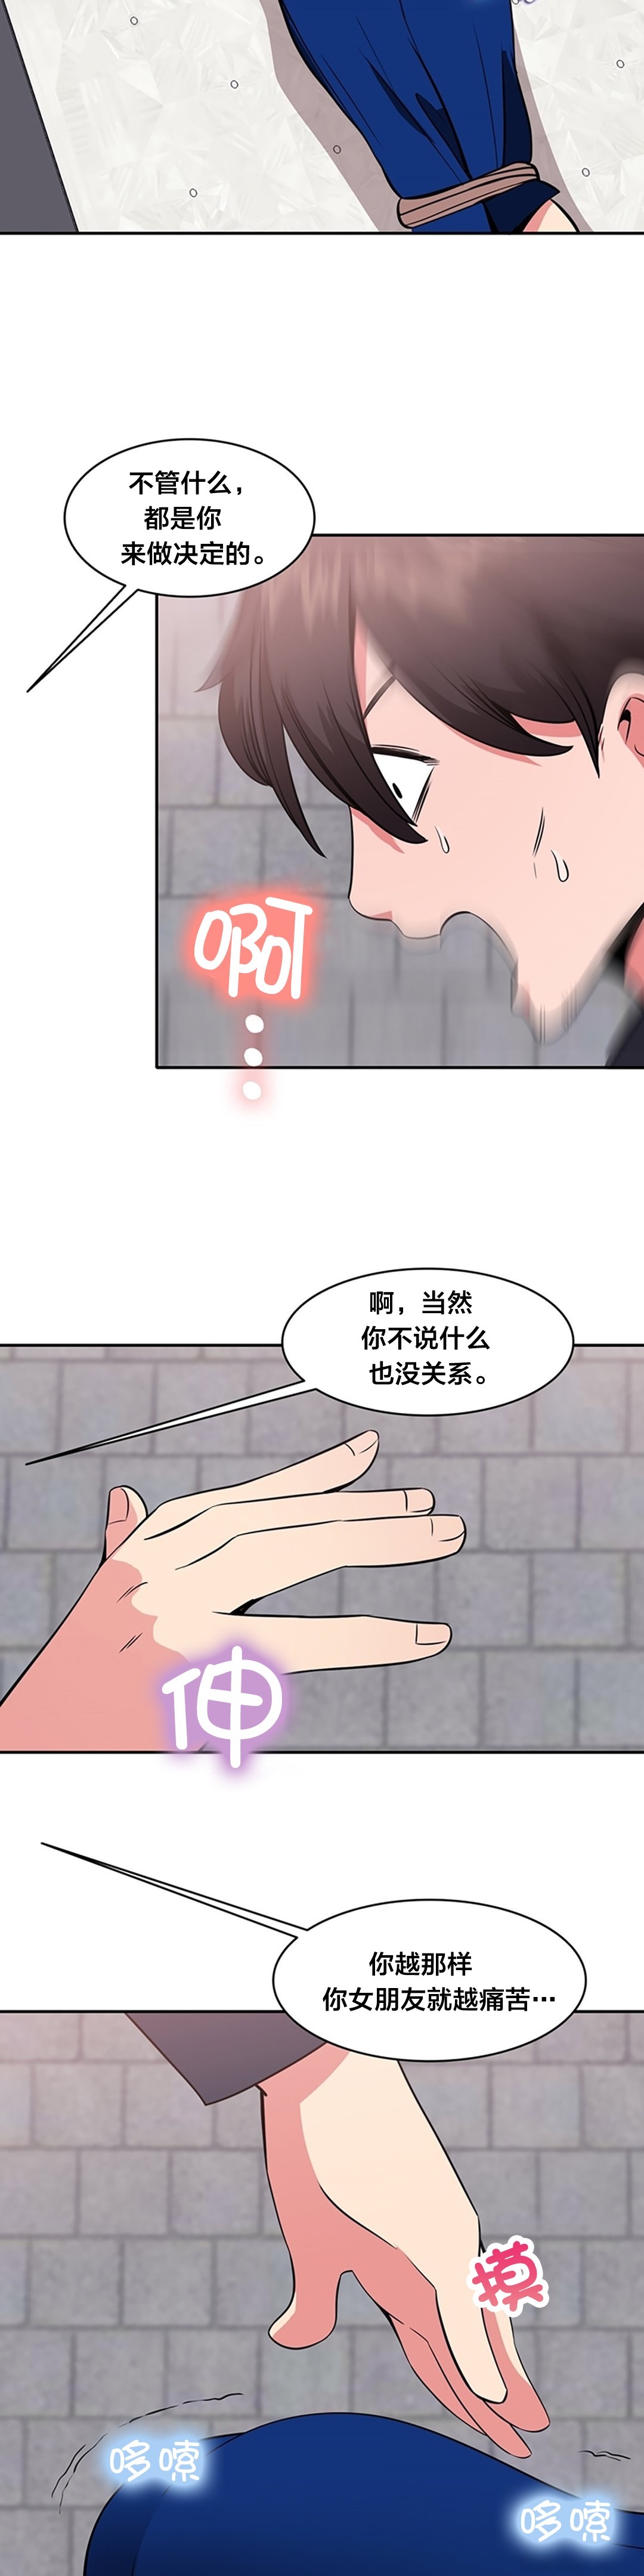 不管什么，
都是你
来做决定的。
啊…
啊，当然
你不说什么
也没关系。
伸
你越那样
你女朋友就越痛苦…
摸
哆嗦
哆嗦